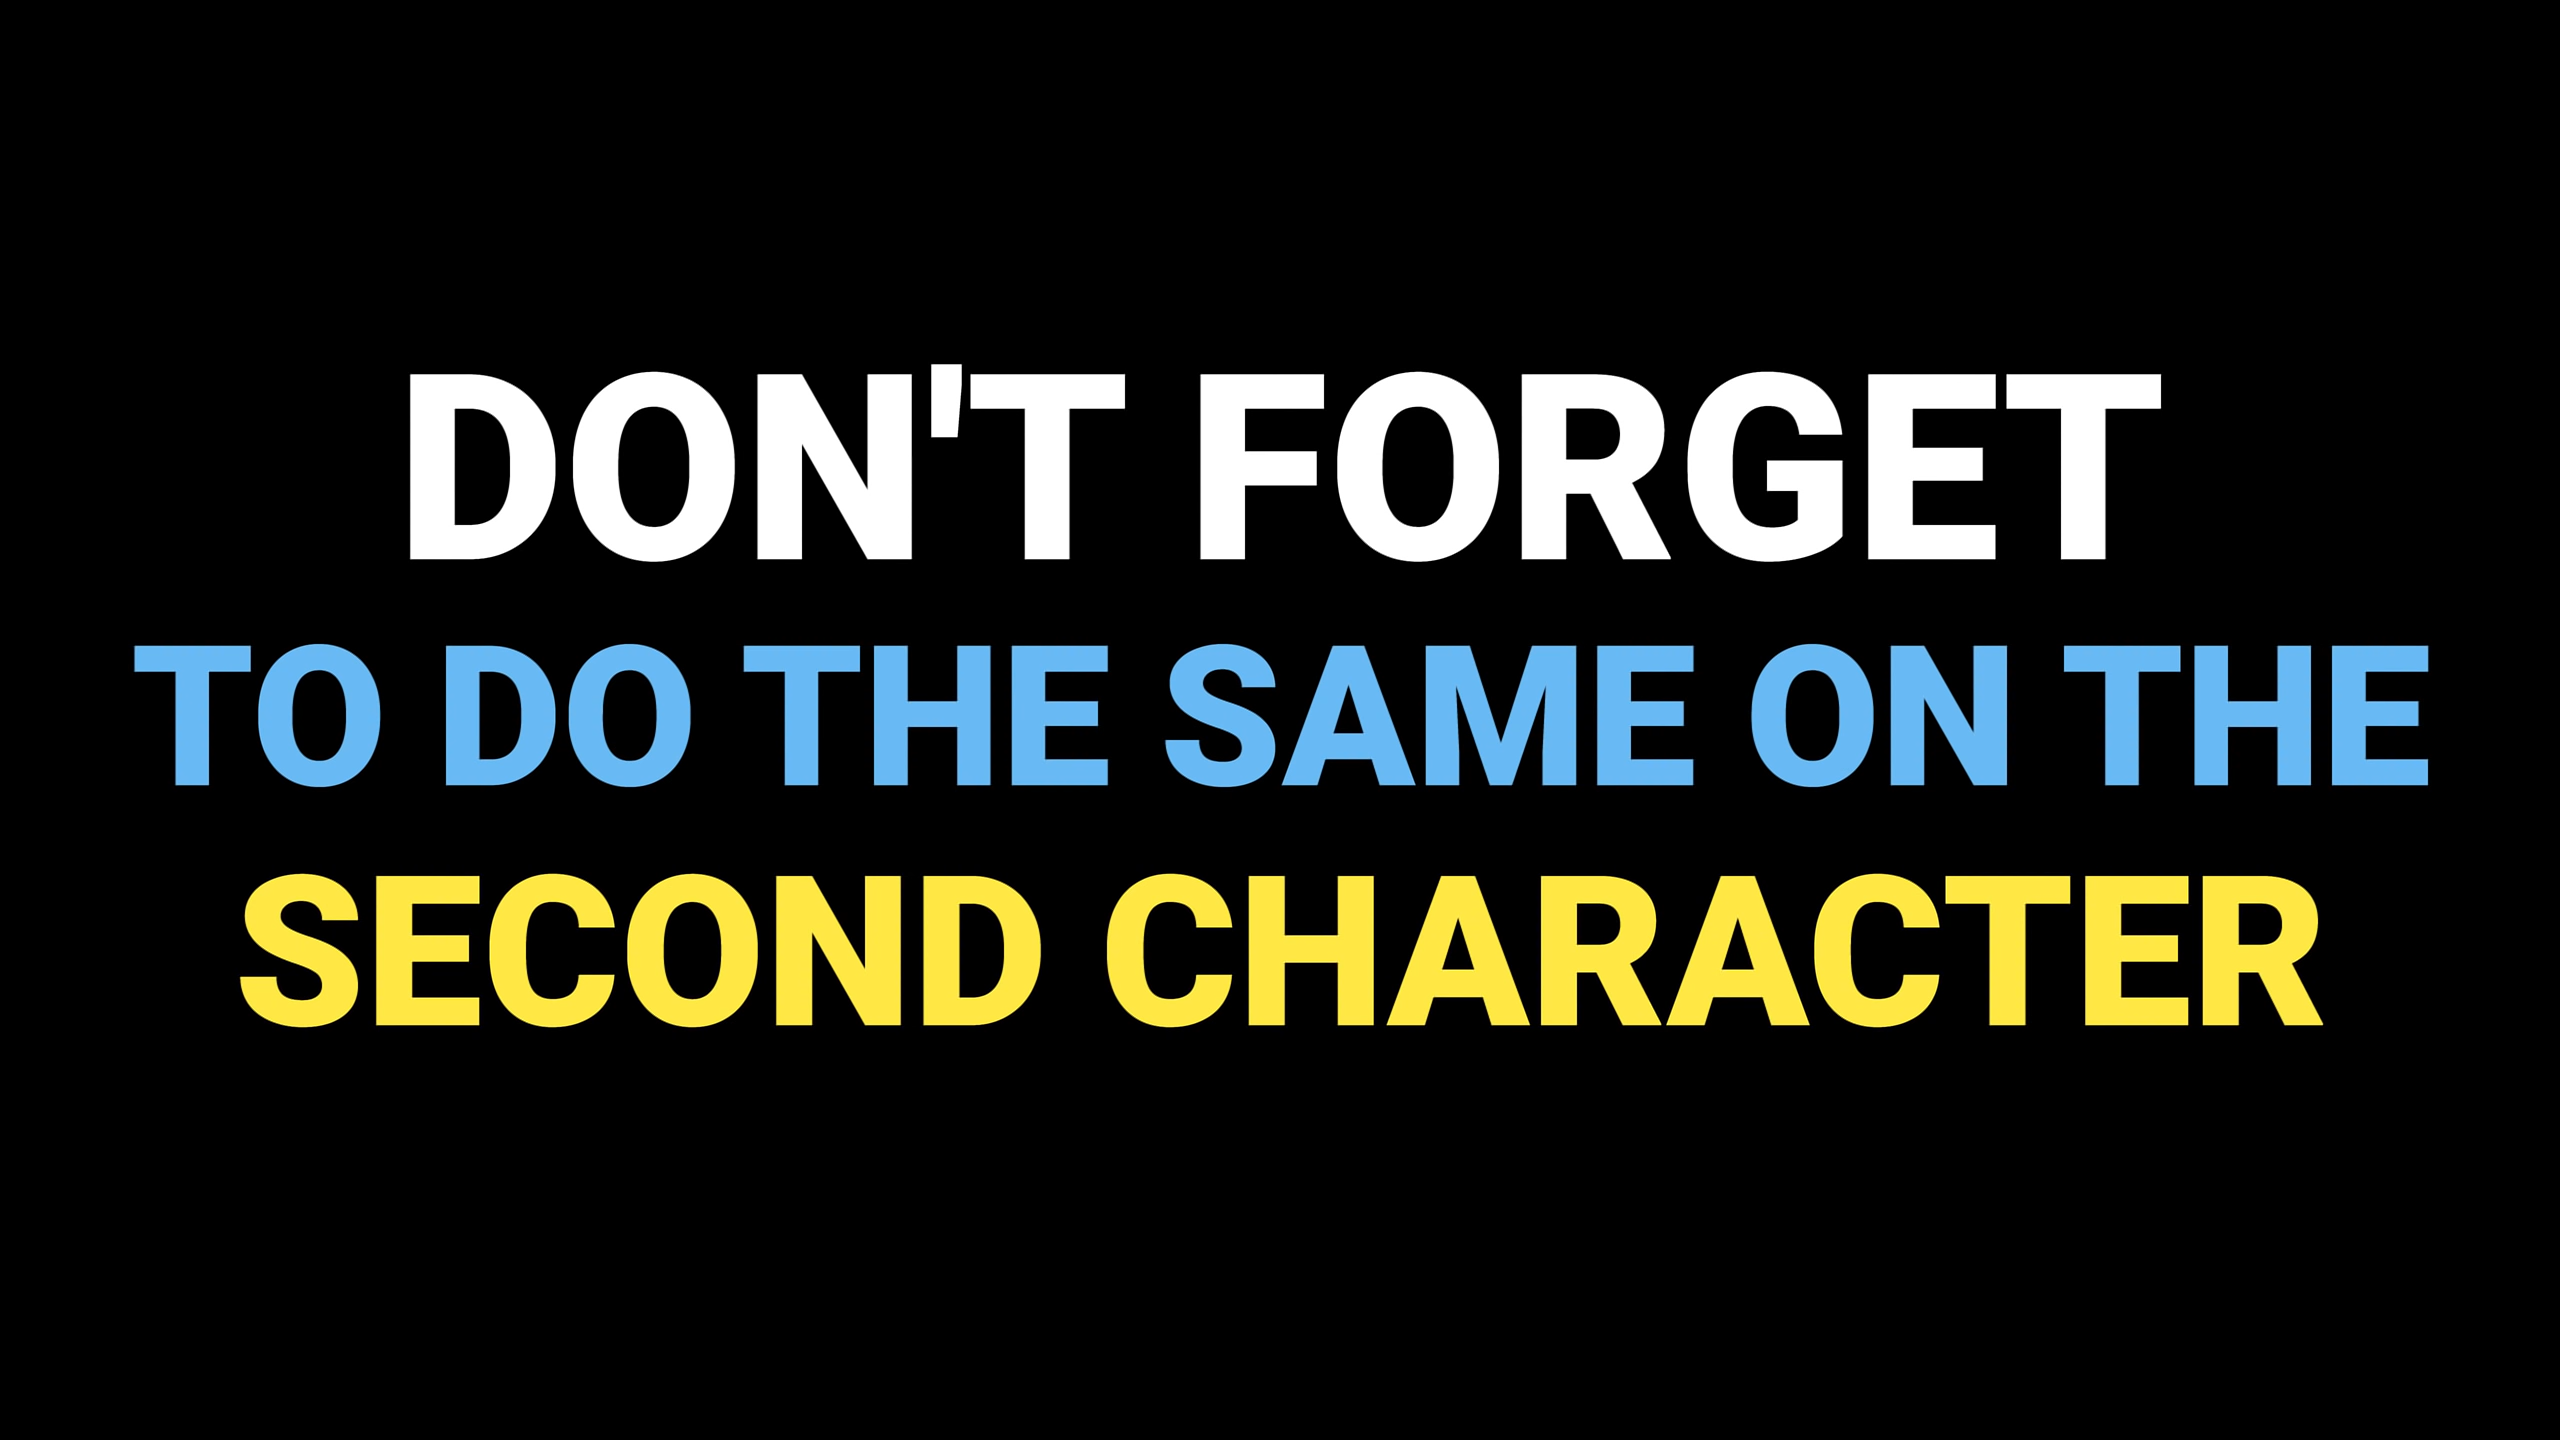 DON'T FORGET
TO DO THE SAME ON THE
SECOND CHARACTER